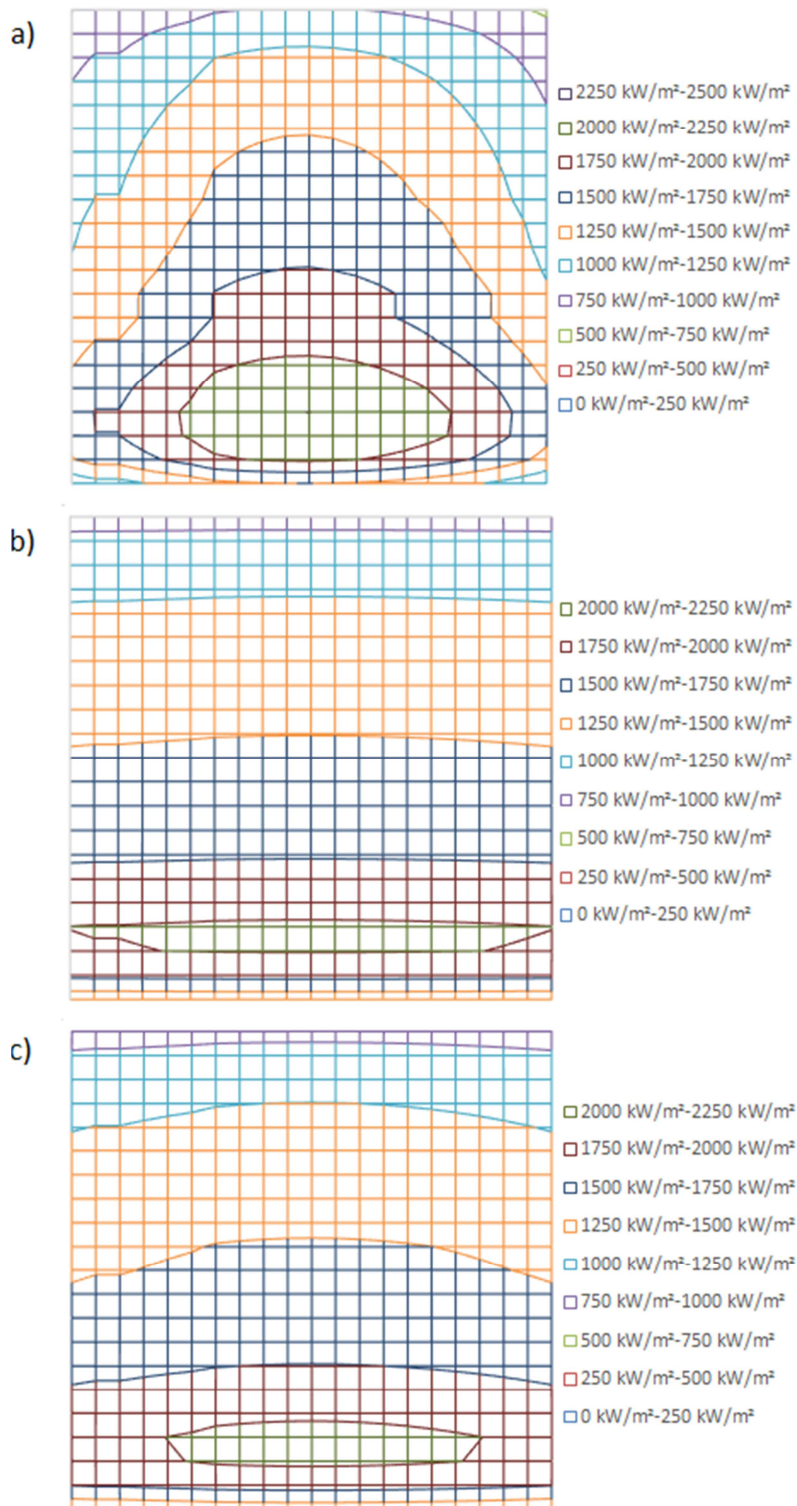 a)
2250 kW/m²-2500 kW/m²
2000 kW/m²-2250 kW/m²
1750 kW/m²-2000 kW/m²
1500 kW/m²-1750 kW/m²
1250 kW/m²-1500 kW/m²
1000 kW/m²-1250 kW/m²
750 kW/m²-1000 kW/m²
500 kW/m²-750 kW/m²
250 kW/m²-500 kW/m²
0 kW/m²-250 kW/m²
b)
2000 kW/m²-2250 kW/m²
1750 kW/m²-2000 kW/m²
1500 kW/m²-1750 kW/m²
1250 kW/m²-1500 kW/m²
1000 kW/m²-1250 kW/m²
750 kW/m²-1000 kW/m²
500 kW/m²-750 kW/m²
250 kW/m²-500 kW/m²
0 kW/m²-250 kW/m²
c)
2000 kW/m²-2250 kW/m²
1750 kW/m²-2000 kW/m²
1500 kW/m²-1750 kW/m²
1250 kW/m²-1500 kW/m²
1000 kW/m²-1250 kW/m²
750 kW/m²-1000 kW/m²
500 kW/m²-750 kW/m²
250 kW/m²-500 kW/m²
0 kW/m²-250 kW/m²